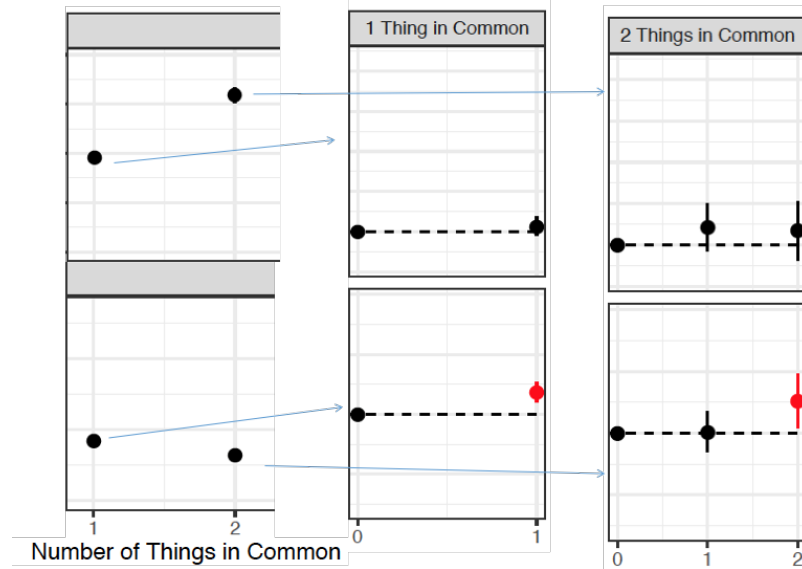 1 Thing in Common
2 Things in Common
1 2
0 1
0 1 2
Number of Things in Common